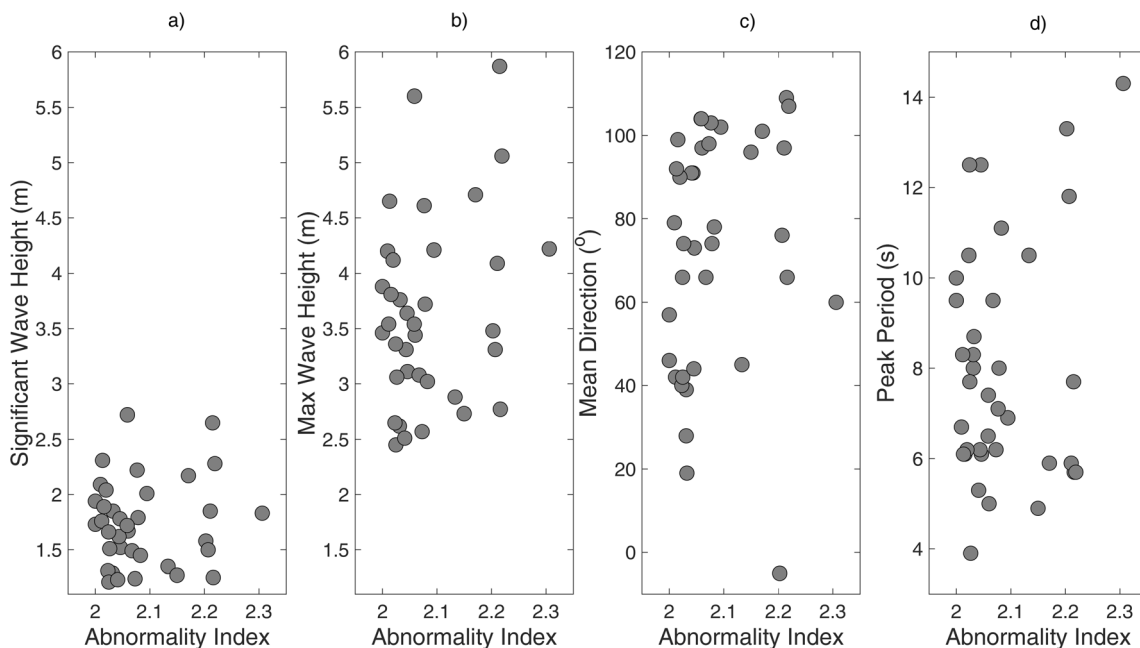 a)
b)
c)
d)
Significant Wave Height (m)
6
5.5
5
4.5
4
3.5
3
2.5
2
1.5
2 2.1 2.2 2.3
Abnormality Index
Max Wave Height (m)
6
5.5
5
4.5
4
3.5
3
2.5
2
1.5
2 2.1 2.2 2.3
Abnormality Index
Mean Direction (°)
120
100
80
60
40
20
0
2 2.1 2.2 2.3
Abnormality Index
Peak Period (s)
14
12
10
8
6
4
2 2.1 2.2 2.3
Abnormality Index